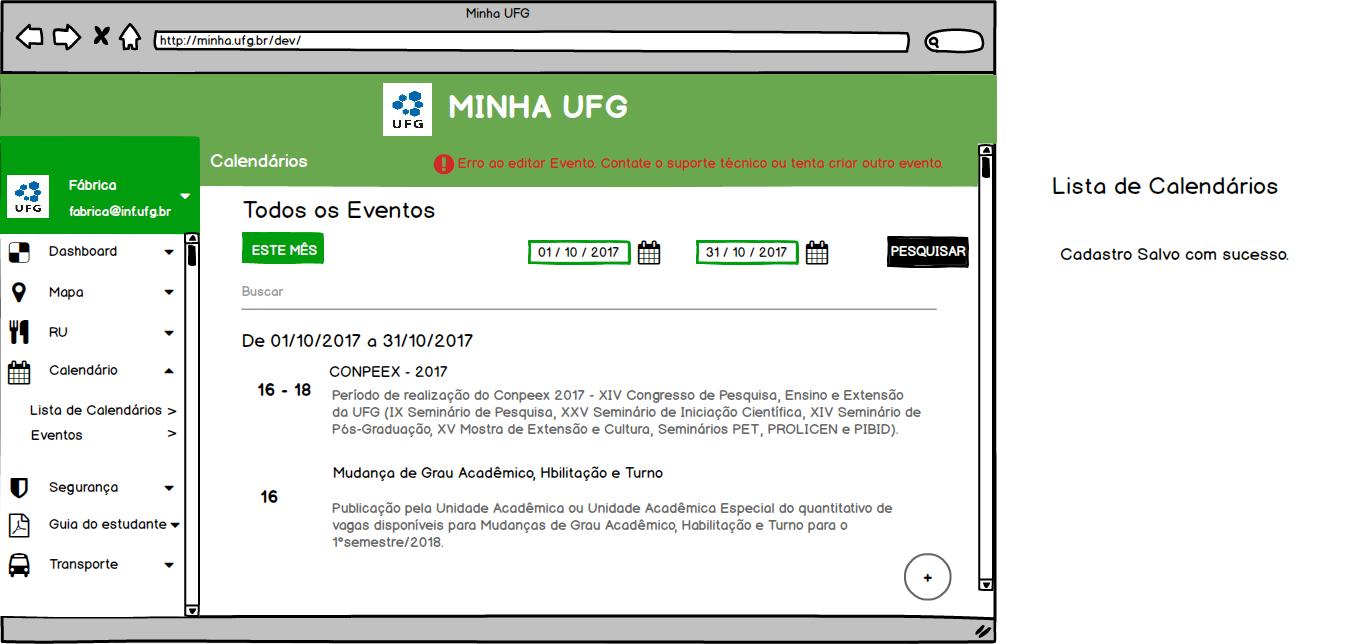 Minha UFG
http://minha.ufg.br/dev/
UFG
MINHA UFG
Calendários
! Erro ao editar Evento. Contate o suporte técnico ou tenta criar outro evento.
UFG
Fábrica
fabrica@inf.ufg.br
Dashboard
Mapa
RU
Calendário
Lista de Calendários >
Eventos >
Segurança
Guia do estudante
Transporte
Todos os Eventos
ESTE MÊS
01 / 10 / 2017
31 / 10 / 2017
PESQUISAR
Buscar
De 01/10/2017 a 31/10/2017
16 - 18
CONPEEX - 2017
Período de realização do Conpeex 2017 - XIV Congresso de Pesquisa, Ensino e Extensão
da UFG (IX Seminário de Pesquisa, XXV Seminário de Iniciação Científica, XIV Seminário de
Pós-Graduação, XV Mostra de Extensão e Cultura, Seminários PET, PROLICEN e PIBID).
16
Mudança de Grau Acadêmico, Hbilitação e Turno
Publicação pela Unidade Acadêmica ou Unidade Acadêmica Especial do quantitativo de
vagas disponíveis para Mudanças de Grau Acadêmico, Habilitação e Turno para o
1ºsemestre/2018.
+
Lista de Calendários
Cadastro Salvo com sucesso.